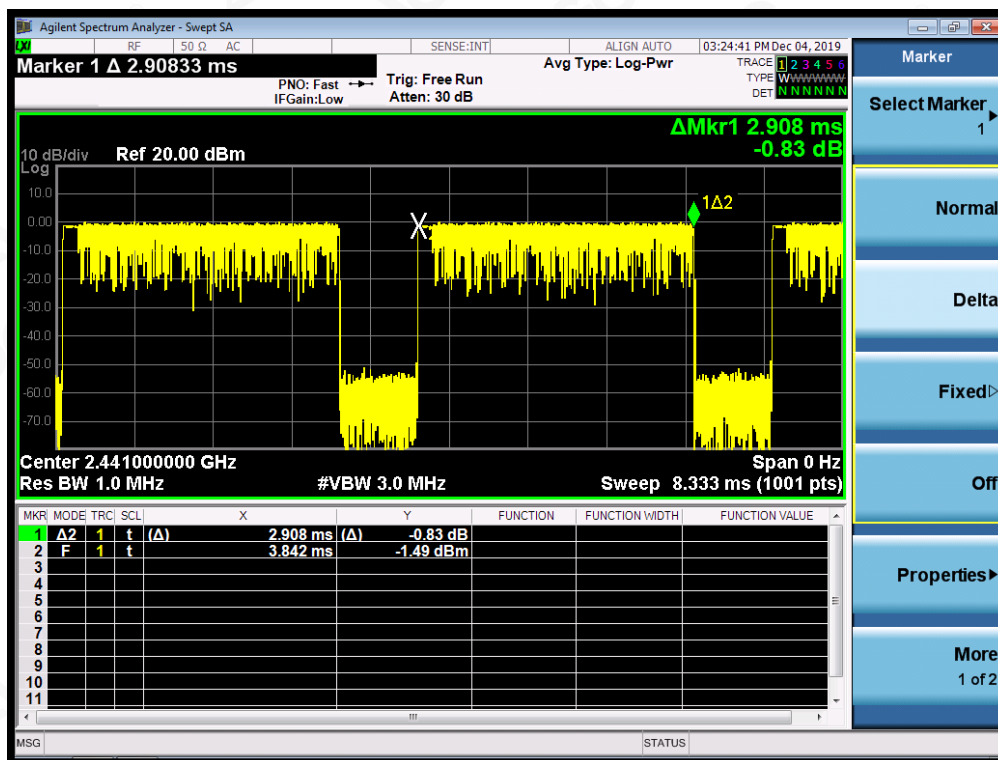 Agilent Spectrum Analyzer - Swept SA
LXI RF 50 Ω AC SENSE:INT ALIGN AUTO 03:24:41 PM Dec 04, 2019
Marker 1 Δ 2.90833 ms
PNO: Fast
IFGain:Low
Trig: Free Run
Atten: 30 dB
Avg Type: Log-Pwr
TRACE 1 2 3 4 5 6
TYPE WWWWWWW
DET N N N N N N
ΔMkr1 2.908 ms
-0.83 dB
10 dB/div Ref 20.00 dBm
Log
10.0
0.00
-10.0
-20.0
-30.0
-40.0
-50.0
-60.0
-70.0
X
1Δ2
Center 2.441000000 GHz Span 0 Hz
Res BW 1.0 MHz #VBW 3.0 MHz Sweep 8.333 ms (1001 pts)
MKR MODE TRC SCL X Y FUNCTION FUNCTION WIDTH FUNCTION VALUE
1 Δ2 1 t (Δ) 2.908 ms (Δ) -0.83 dB
2 F 1 t 3.842 ms -1.49 dBm
3
4
5
6
7
8
9
10
11
MSG STATUS
Marker
Select Marker
1
Normal
Delta
Fixed
Off
Properties
More
1 of 2